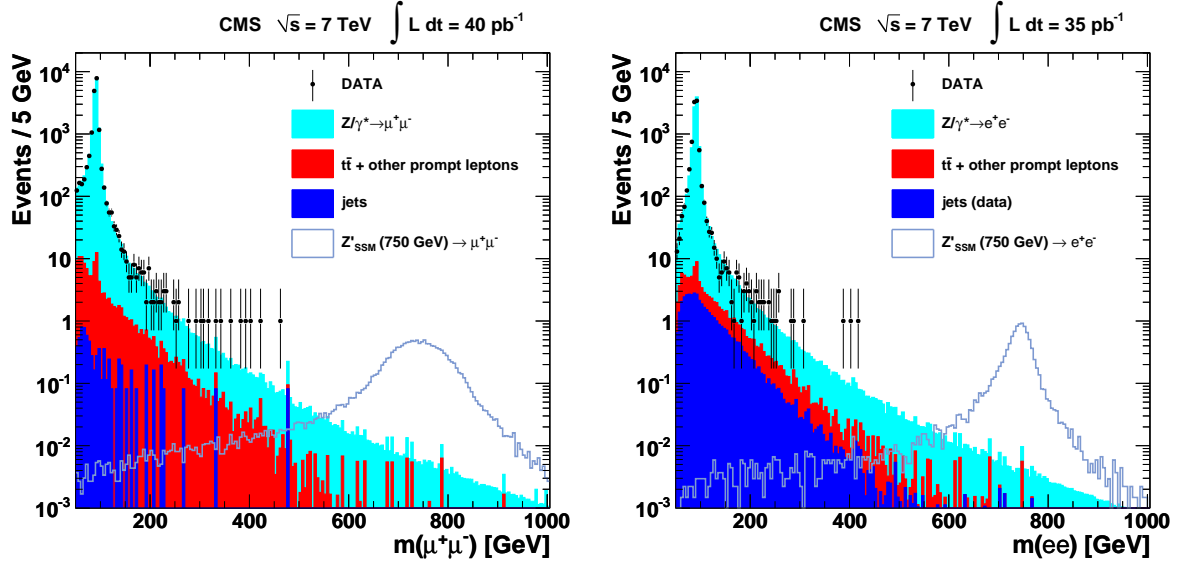 CMS √s = 7 TeV ∫ L dt = 40 pb⁻¹
Events / 5 GeV
10⁴
10³
10²
10
1
10⁻¹
10⁻²
10⁻³
DATA
Z/γ*→μ⁺μ⁻
tt̄ + other prompt leptons
jets
Z'SSM (750 GeV) → μ⁺μ⁻
200 400 600 800 1000
m(μ⁺μ⁻) [GeV]
CMS √s = 7 TeV ∫ L dt = 35 pb⁻¹
Events / 5 GeV
10⁴
10³
10²
10
1
10⁻¹
10⁻²
10⁻³
DATA
Z/γ*→e⁺e⁻
tt̄ + other prompt leptons
jets (data)
Z'SSM (750 GeV) → e⁺e⁻
200 400 600 800 1000
m(ee) [GeV]